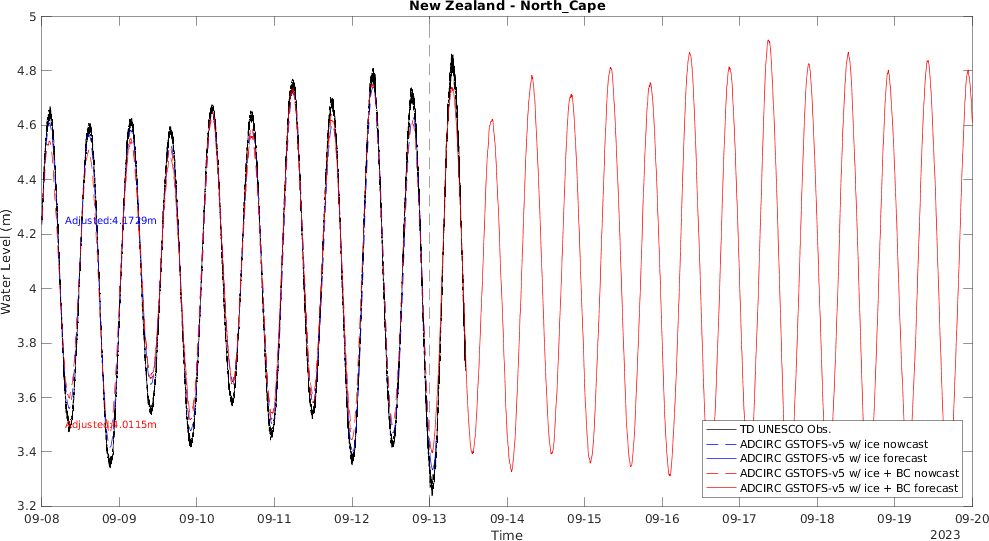 New Zealand - North_Cape
Water Level (m)
5
4.8
4.6
4.4
4.2
4
3.8
3.6
3.4
3.2
Adjusted:4.1729m
Adjusted:4.0115m
TD UNESCO Obs.
ADCIRC GSTOFS-v5 w/ ice nowcast
ADCIRC GSTOFS-v5 w/ ice forecast
ADCIRC GSTOFS-v5 w/ ice + BC nowcast
ADCIRC GSTOFS-v5 w/ ice + BC forecast
09-08 09-09 09-10 09-11 09-12 09-13 09-14 09-15 09-16 09-17 09-18 09-19 09-20
Time
2023